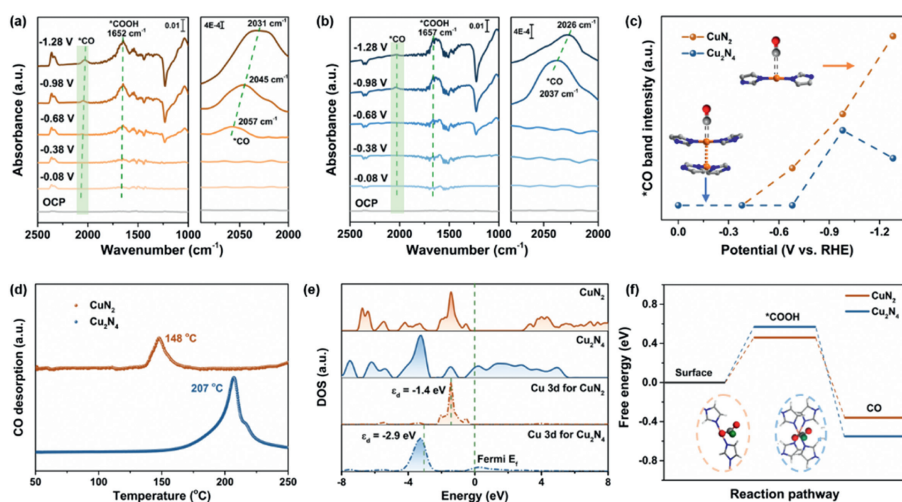 (a)
*COOH
1652 cm⁻¹
0.01
*CO
-1.28 V
-0.98 V
-0.68 V
-0.38 V
-0.08 V
OCP
Absorbance (a.u.)
2500 2000 1500 1000
Wavenumber (cm⁻¹)
4E-4
2031 cm⁻¹
2045 cm⁻¹
2057 cm⁻¹
*CO
2200 2000
(b)
*COOH
1657 cm⁻¹
0.01
*CO
-1.28 V
-0.98 V
-0.68 V
-0.38 V
-0.08 V
OCP
Absorbance (a.u.)
2500 2000 1500 1000
Wavenumber (cm⁻¹)
4E-4
2026 cm⁻¹
*CO
2037 cm⁻¹
2200 2000
(c)
CuN₂
Cu₂N₄
*CO band intensity (a.u.)
0.0 -0.3 -0.6 -0.9 -1.2
Potential (V vs. RHE)
(d)
CuN₂
Cu₂N₄
148 °C
207 °C
CO desorption (a.u.)
50 100 150 200 250
Temperature (°C)
(e)
CuN₂
Cu₂N₄
εd = -1.4 eV
Cu 3d for CuN₂
εd = -2.9 eV
Cu 3d for Cu₂N₄
Fermi Ef
DOS (a.u.)
-8 -4 0 4 8
Energy (eV)
(f)
CuN₂
Cu₂N₄
*COOH
Surface
CO
Free energy (eV)
0.8
0.4
0.0
-0.4
-0.8
Reaction pathway